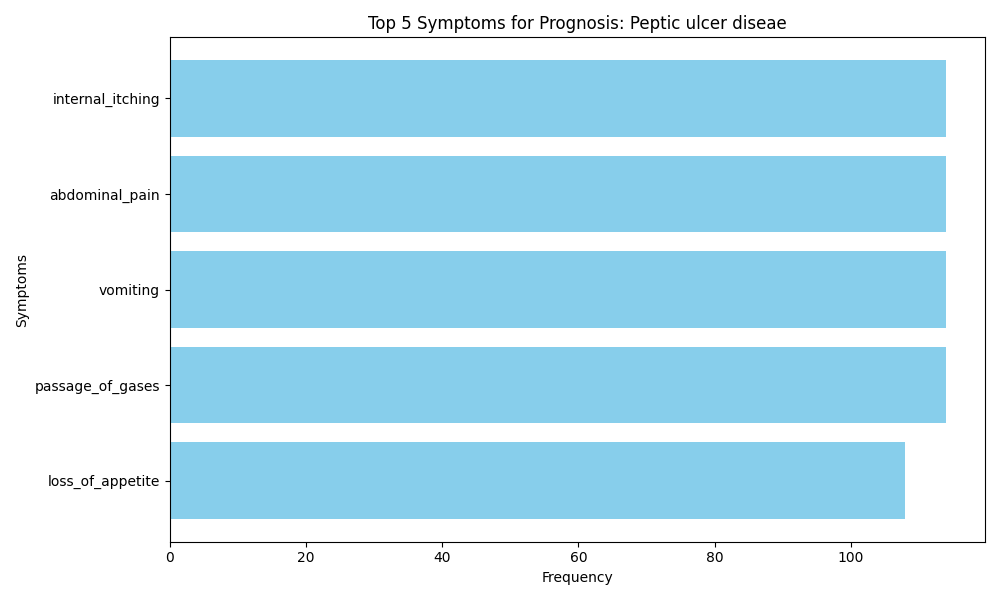 Top 5 Symptoms for Prognosis: Peptic ulcer diseae
Symptoms
internal_itching
abdominal_pain
vomiting
passage_of_gases
loss_of_appetite
0 20 40 60 80 100
Frequency